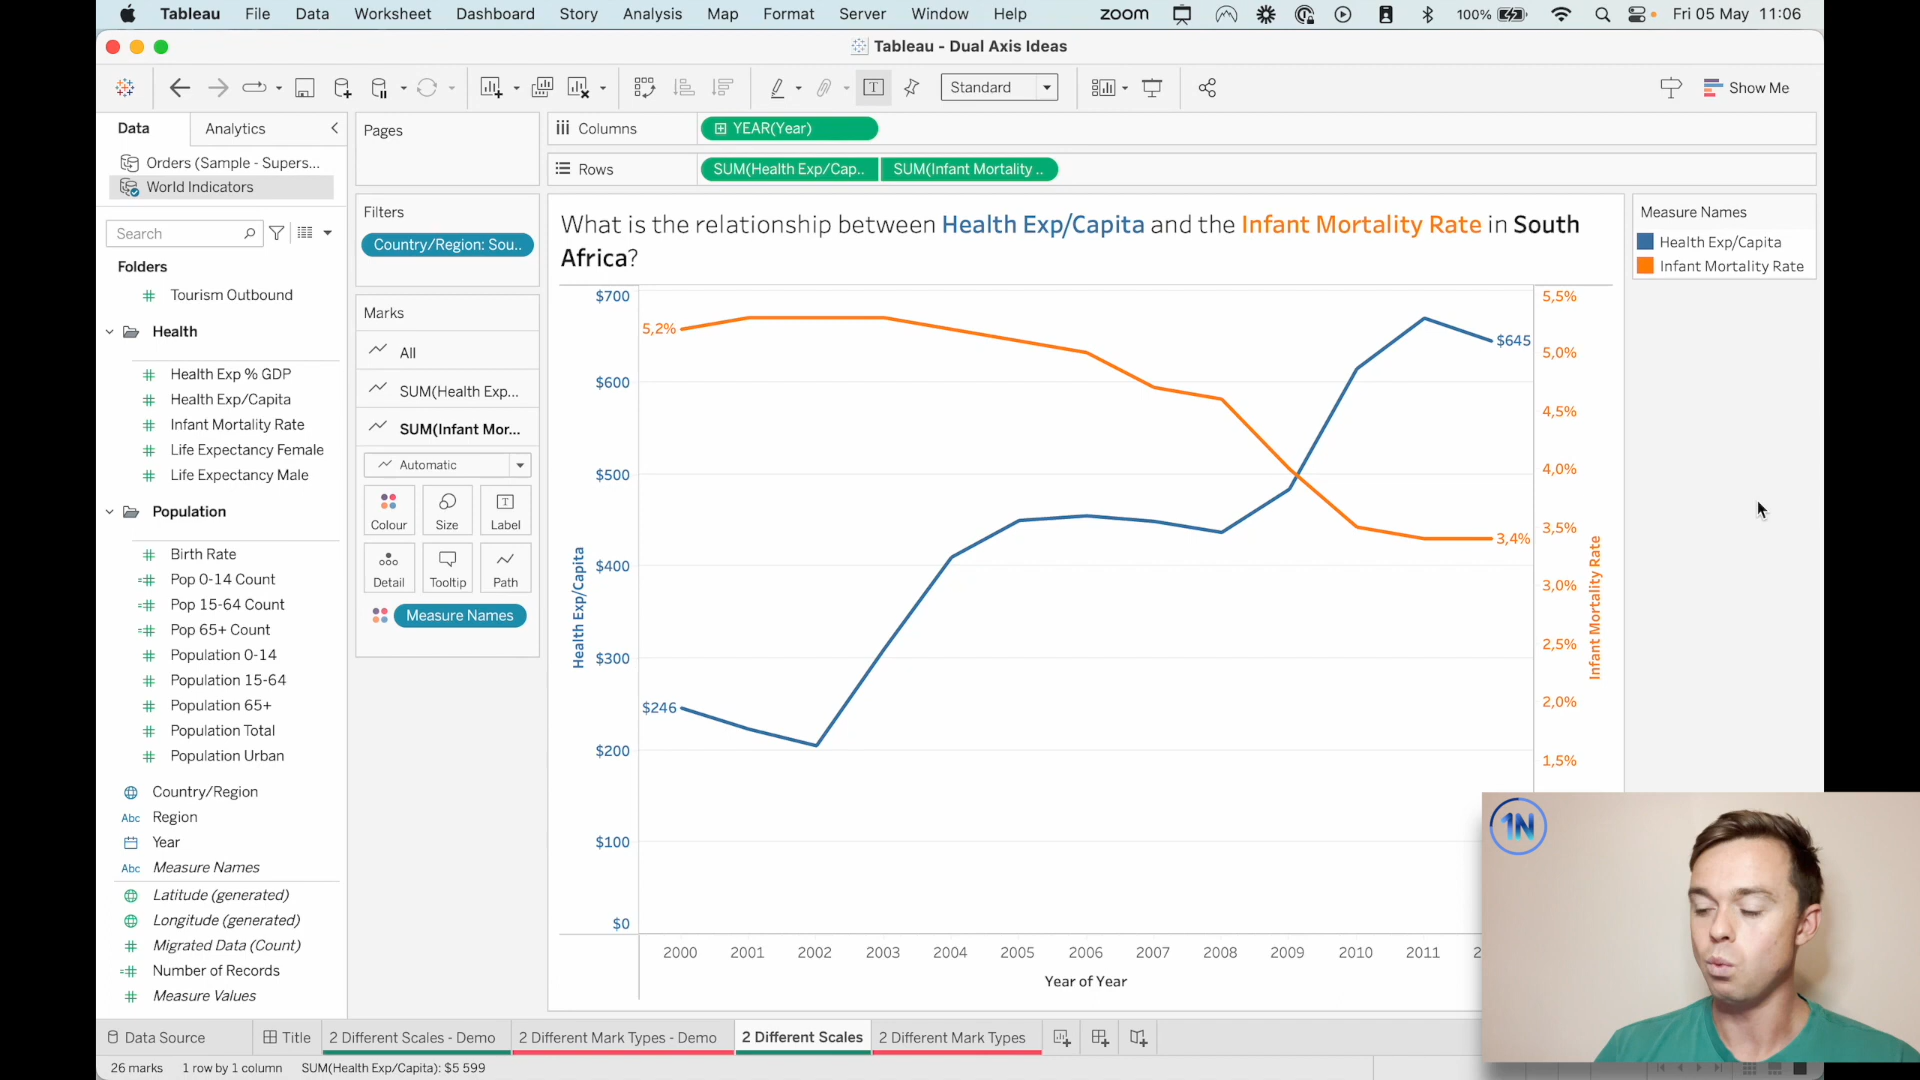 Tableau File Data Worksheet Dashboard Story Analysis Map Format Server Window Help zoom 100% Fri 05 May 11:06
Tableau - Dual Axis Ideas
Standard Show Me
Data Analytics
Orders (Sample - Supers...
World Indicators
Search
Folders
Tourism Outbound
Health
Health Exp % GDP
Health Exp/Capita
Infant Mortality Rate
Life Expectancy Female
Life Expectancy Male
Population
Birth Rate
Pop 0-14 Count
Pop 15-64 Count
Pop 65+ Count
Population 0-14
Population 15-64
Population 65+
Population Total
Population Urban
Country/Region
Abc Region
Year
Abc Measure Names
Latitude (generated)
Longitude (generated)
Migrated Data (Count)
Number of Records
Measure Values
Pages
Filters
Country/Region: Sou..
Marks
All
SUM(Health Exp...
SUM(Infant Mor...
Automatic
Colour Size Label
Detail Tooltip Path
Measure Names
Columns YEAR(Year)
Rows SUM(Health Exp/Cap.. SUM(Infant Mortality ..
What is the relationship between Health Exp/Capita and the Infant Mortality Rate in South
Africa?
$700
$600
$500
$400
$300
$200
$100
$0
Health Exp/Capita
5,2%
$246
$645
3,4%
5,5%
5,0%
4,5%
4,0%
3,5%
3,0%
2,5%
2,0%
1,5%
Infant Mortality Rate
2000 2001 2002 2003 2004 2005 2006 2007 2008 2009 2010 2011 2
Year of Year
Measure Names
Health Exp/Capita
Infant Mortality Rate
1N
Data Source Title 2 Different Scales - Demo 2 Different Mark Types - Demo 2 Different Scales 2 Different Mark Types
26 marks 1 row by 1 column SUM(Health Exp/Capita): $5 599